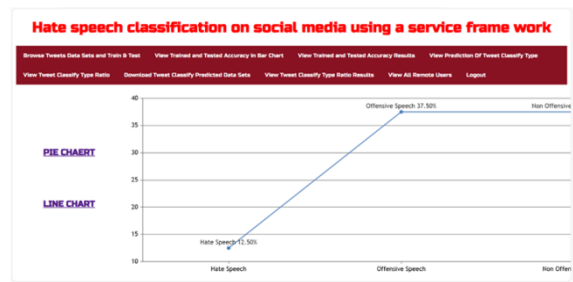 Hate speech classification on social media using a service frame work
Browse Tweets Data Sets and Train & Test   View Trained and Tested Accuracy in Bar Chart   View Trained and Tested Accuracy Results   View Prediction Of Tweet Classify Type
View Tweet Classify Type Ratio   Download Tweet Classify Predicted Data Sets   View Tweet Classify Type Ratio Results   View All Remote Users   Logout
40
Offensive Speech 37.50%   Non Offensive
35
PIE CHAERT
30
25
LINE CHART
20
15
Hate Speech 12.50%
10
Hate Speech   Offensive Speech   Non Offen